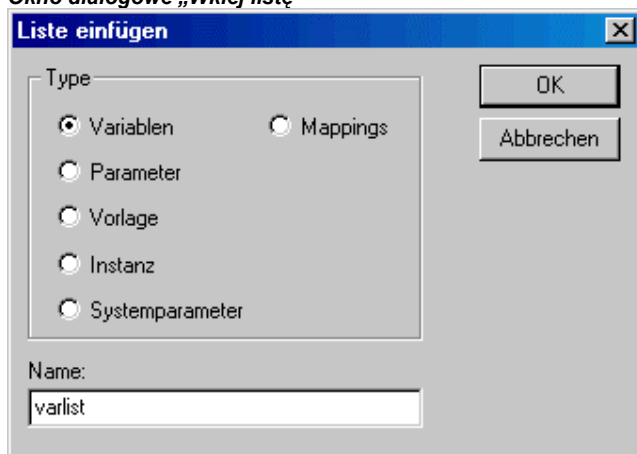 Okno dialogowe „Wklej listę
Liste einfügen
Type
Variablen
Mappings
Parameter
Vorlage
Instanz
Systemparameter
OK
Abbrechen
Name:
varlist